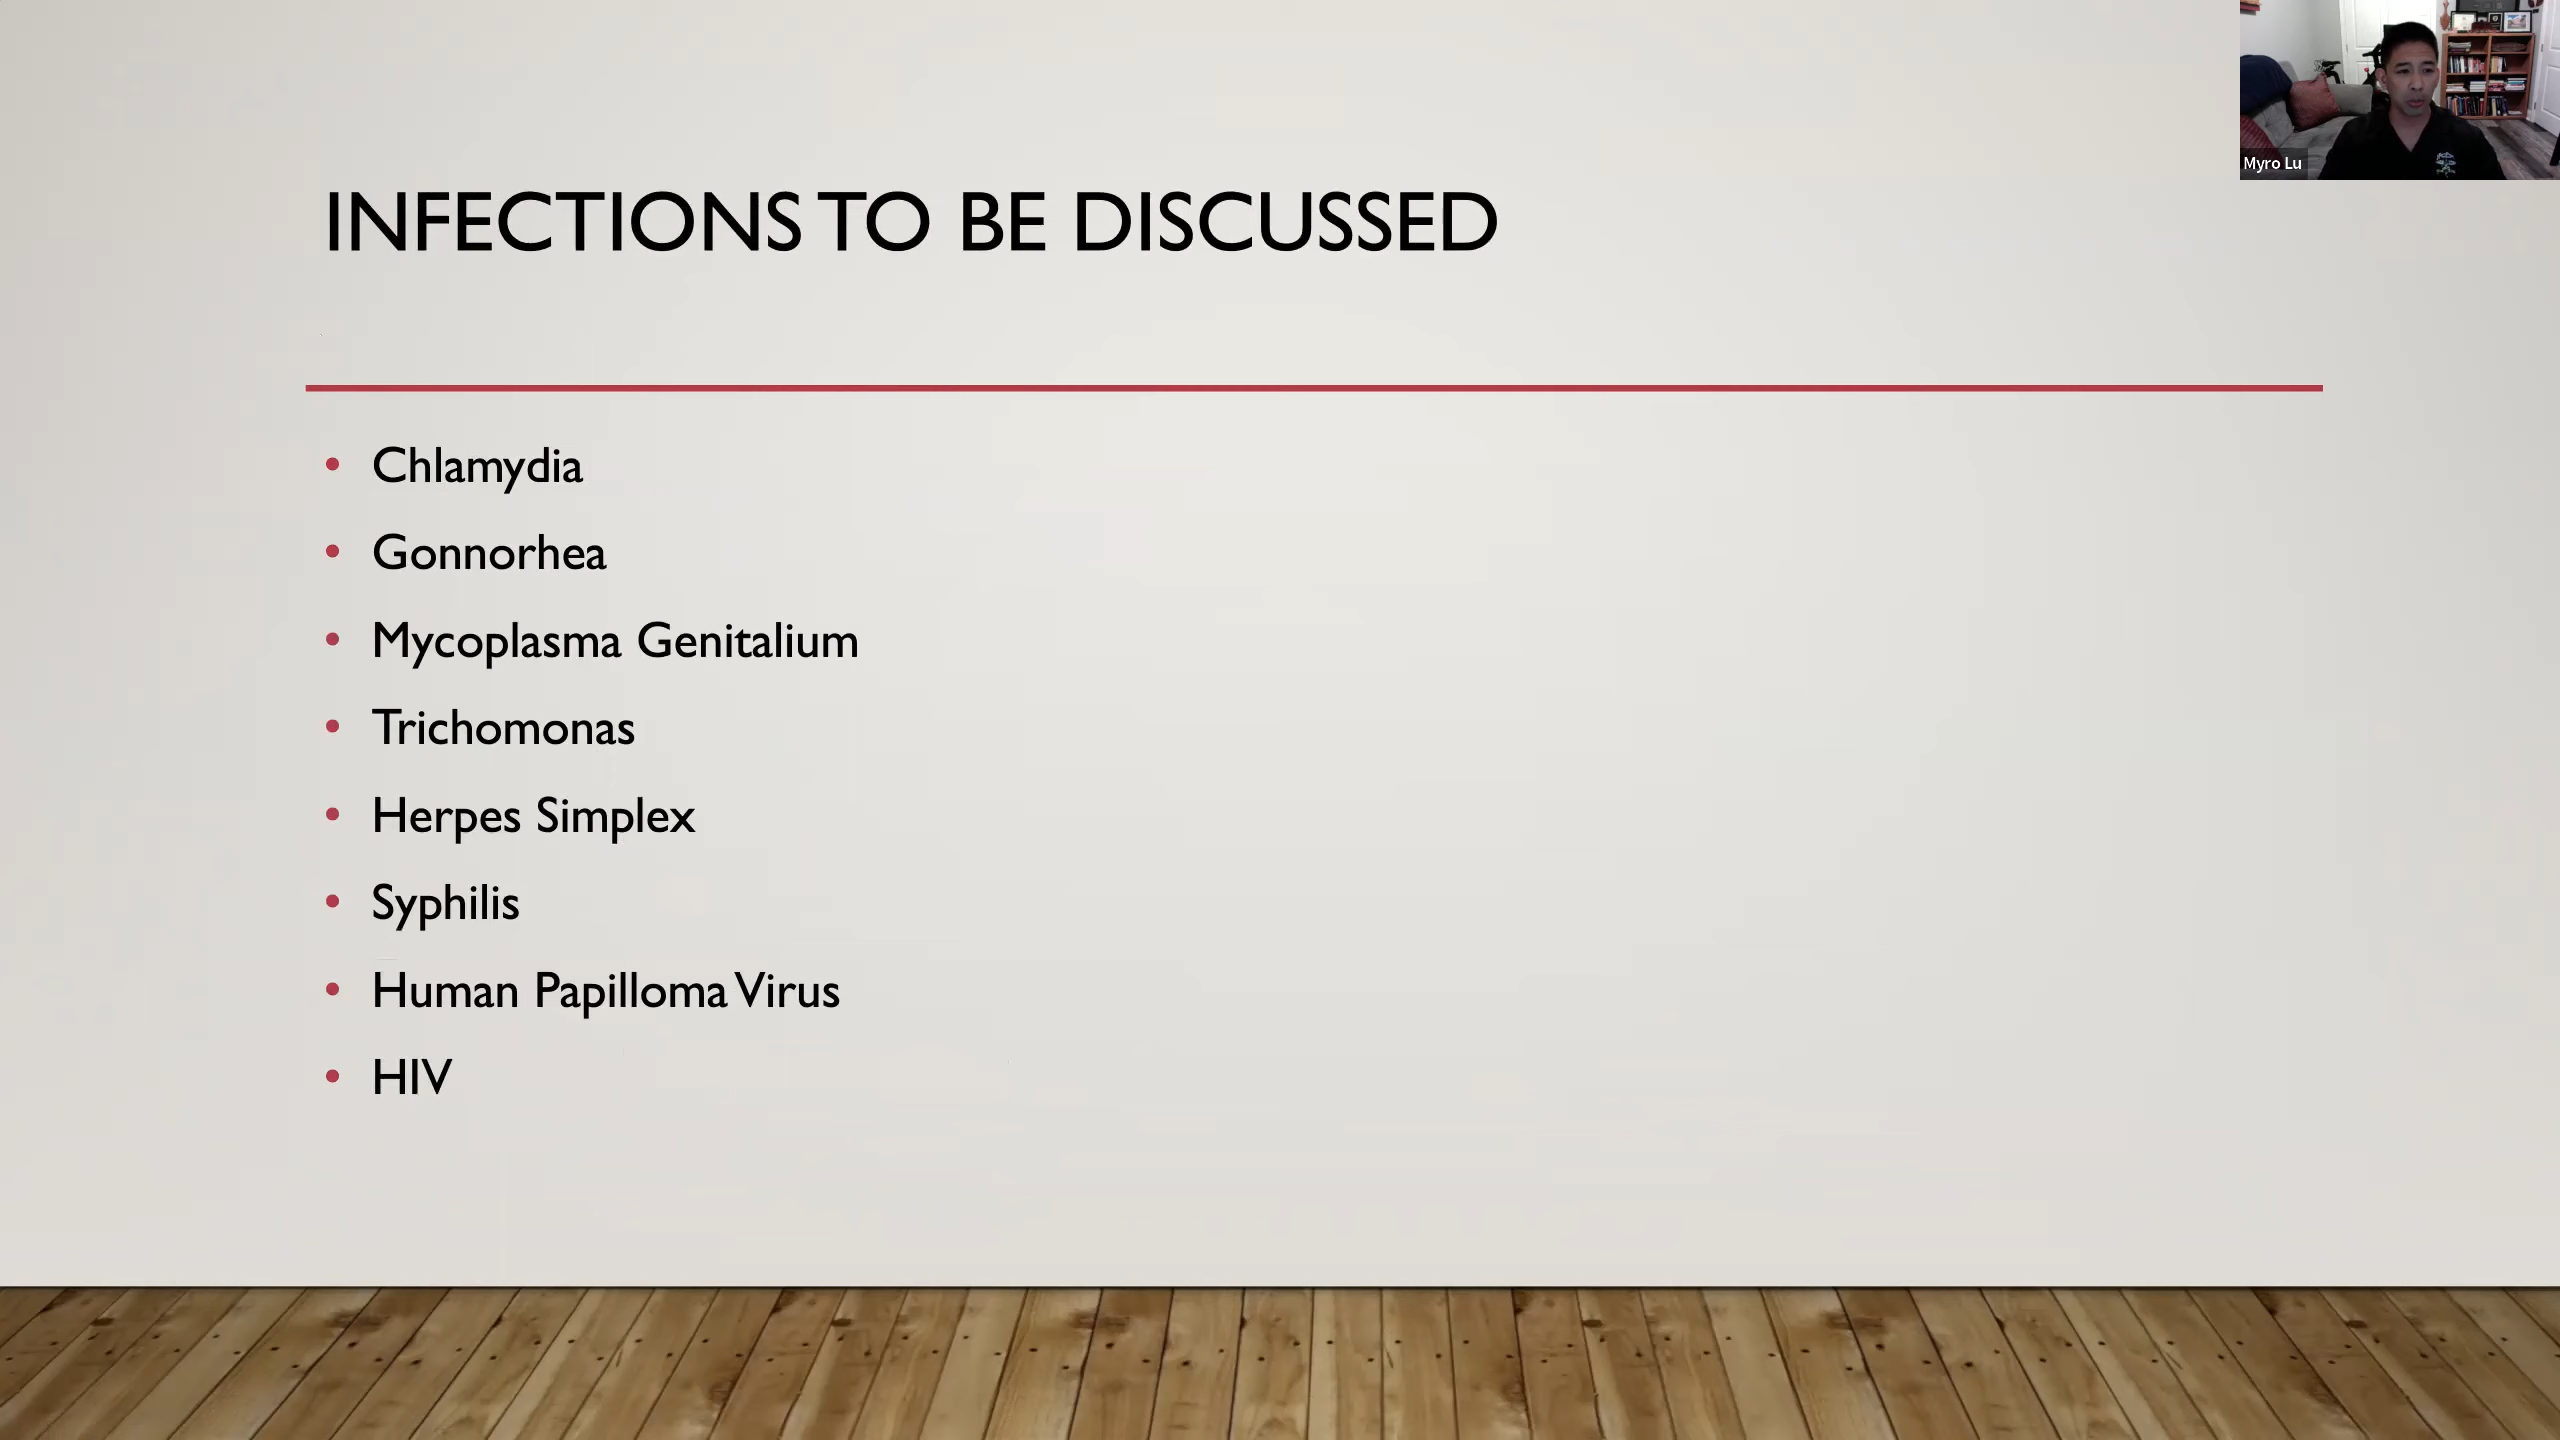 Myro Lu
INFECTIONS TO BE DISCUSSED
• Chlamydia
• Gonnorhea
• Mycoplasma Genitalium
• Trichomonas
• Herpes Simplex
• Syphilis
• Human Papilloma Virus
• HIV